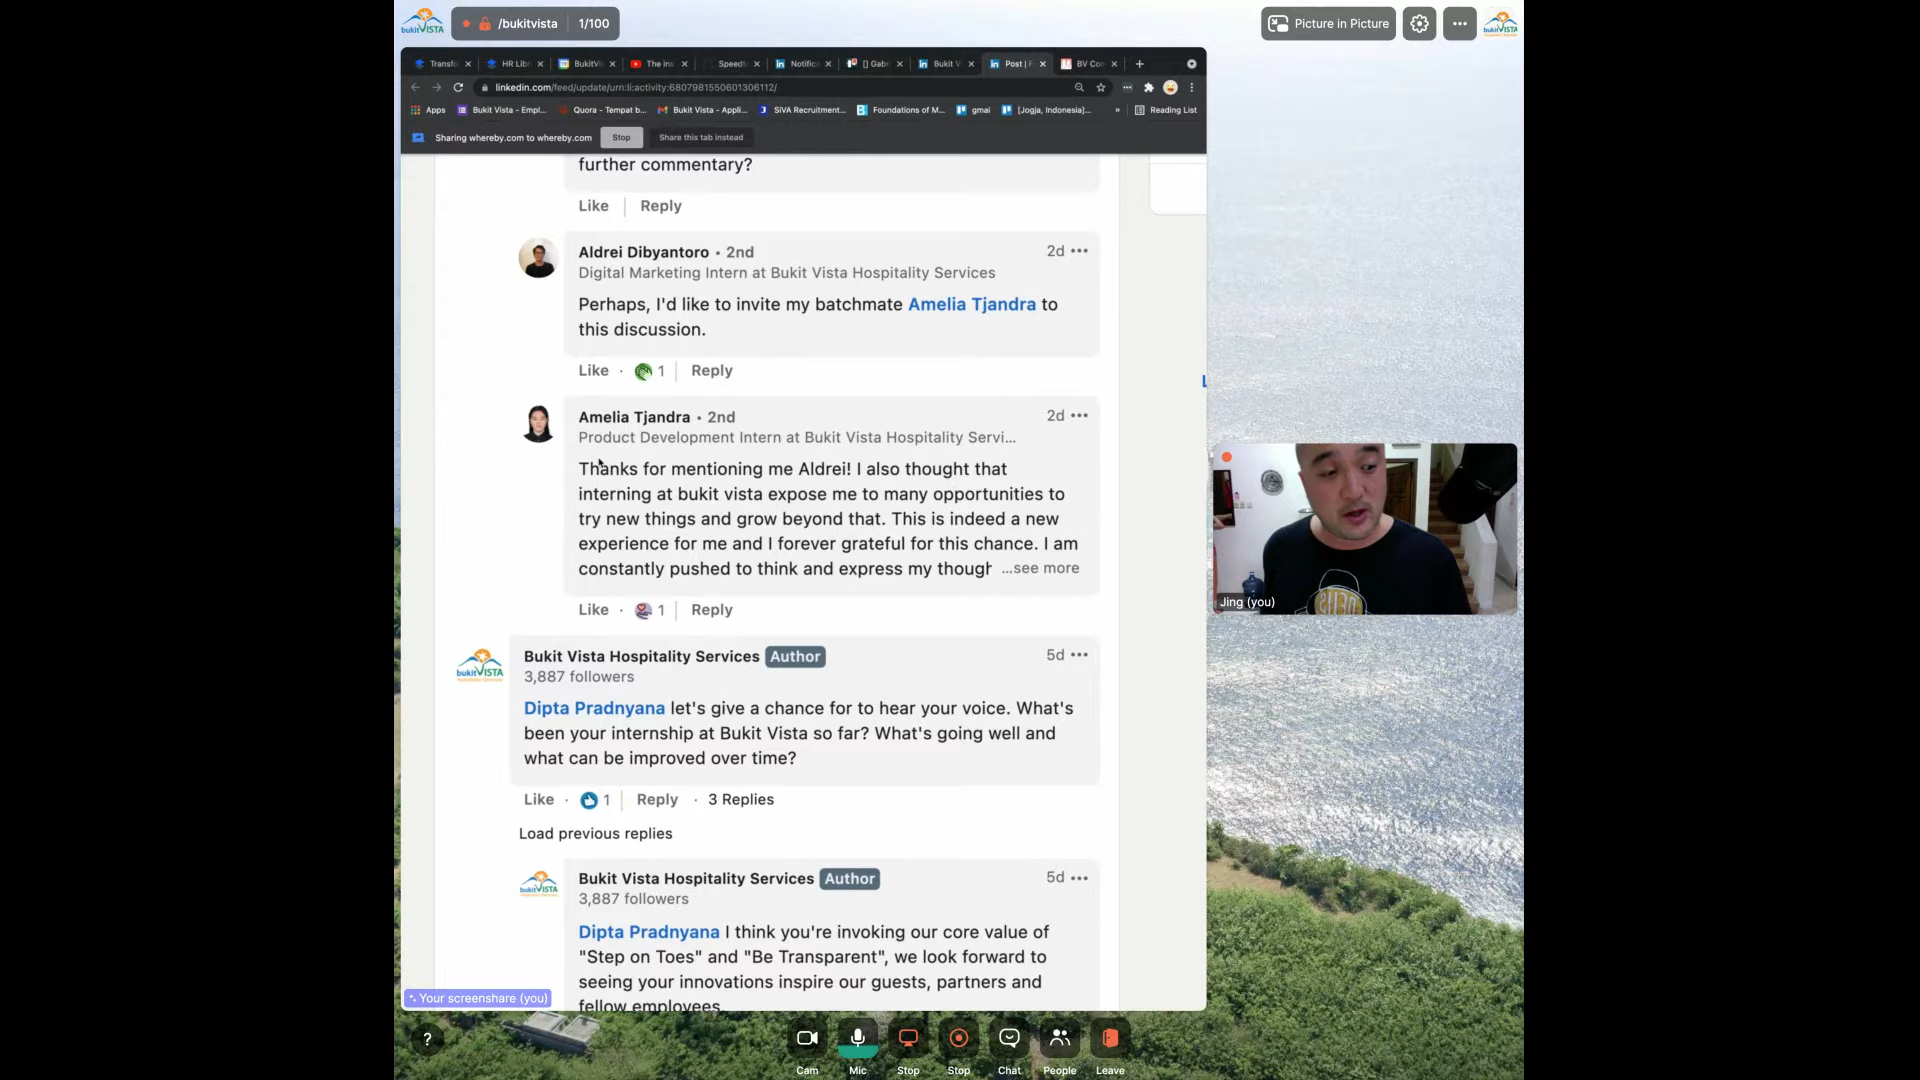 bukitVISTA
/bukitvista 1/100
Picture in Picture
Transfo
HR Libr
BukitVi
The ins
Speedt
Notific
[] Gabr
Bukit V
Post | F
BV Con
linkedin.com/feed/update/urn:li:activity:6807981550601306112/
Apps
Bukit Vista - Empl...
Quora - Tempat b...
Bukit Vista - Appli...
SIVA Recruitment...
Foundations of M...
gmai
[Jogja, Indonesia]...
»
Reading List
Sharing whereby.com to whereby.com
Stop
Share this tab instead
further commentary?
Like
Reply
Aldrei Dibyantoro • 2nd
2d
Digital Marketing Intern at Bukit Vista Hospitality Services
Perhaps, I'd like to invite my batchmate Amelia Tjandra to
this discussion.
Like · 1
Reply
Amelia Tjandra • 2nd
2d
Product Development Intern at Bukit Vista Hospitality Servi...
Thanks for mentioning me Aldrei! I also thought that
interning at bukit vista expose me to many opportunities to
try new things and grow beyond that. This is indeed a new
experience for me and I forever grateful for this chance. I am
constantly pushed to think and express my though ...see more
Like · 1
Reply
bukitVISTA
Bukit Vista Hospitality Services Author
5d
3,887 followers
Dipta Pradnyana let's give a chance for to hear your voice. What's
been your internship at Bukit Vista so far? What's going well and
what can be improved over time?
Like · 1
Reply · 3 Replies
Load previous replies
bukitVISTA
Bukit Vista Hospitality Services Author
5d
3,887 followers
Dipta Pradnyana I think you're invoking our core value of
"Step on Toes" and "Be Transparent", we look forward to
seeing your innovations inspire our guests, partners and
fellow employees.
Your screenshare (you)
Jing (you)
?
Cam
Mic
Stop
Stop
Chat
People
Leave